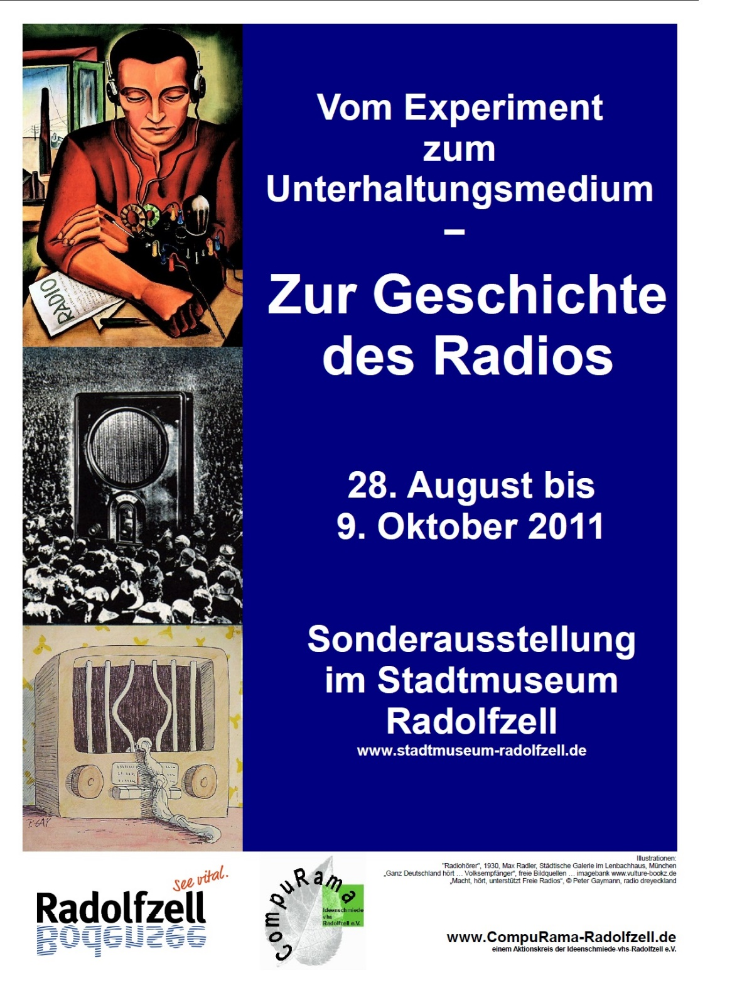 Vom Experiment
zum
Unterhaltungsmedium
–
Zur Geschichte
des Radios
28. August bis
9. Oktober 2011
Sonderausstellung
im Stadtmuseum
Radolfzell
www.stadtmuseum-radolfzell.de
RADIO
P. GAY
see vital.
Radolfzell
Bodensee
CompuRama
Ideenschmiede
vhs
Radolfzell e.V.
Illustrationen:
"Radiohörer", 1930, Max Radler, Städtische Galerie im Lenbachhaus, München
„Ganz Deutschland hört … Volksempfänger“, freie Bildquellen … imagebank www.vulture-bookz.de
„Macht, hört, unterstützt Freie Radios“, © Peter Gaymann, radio dreyeckland
www.CompuRama-Radolfzell.de
einem Aktionskreis der Ideenschmiede-vhs-Radolfzell e.V.